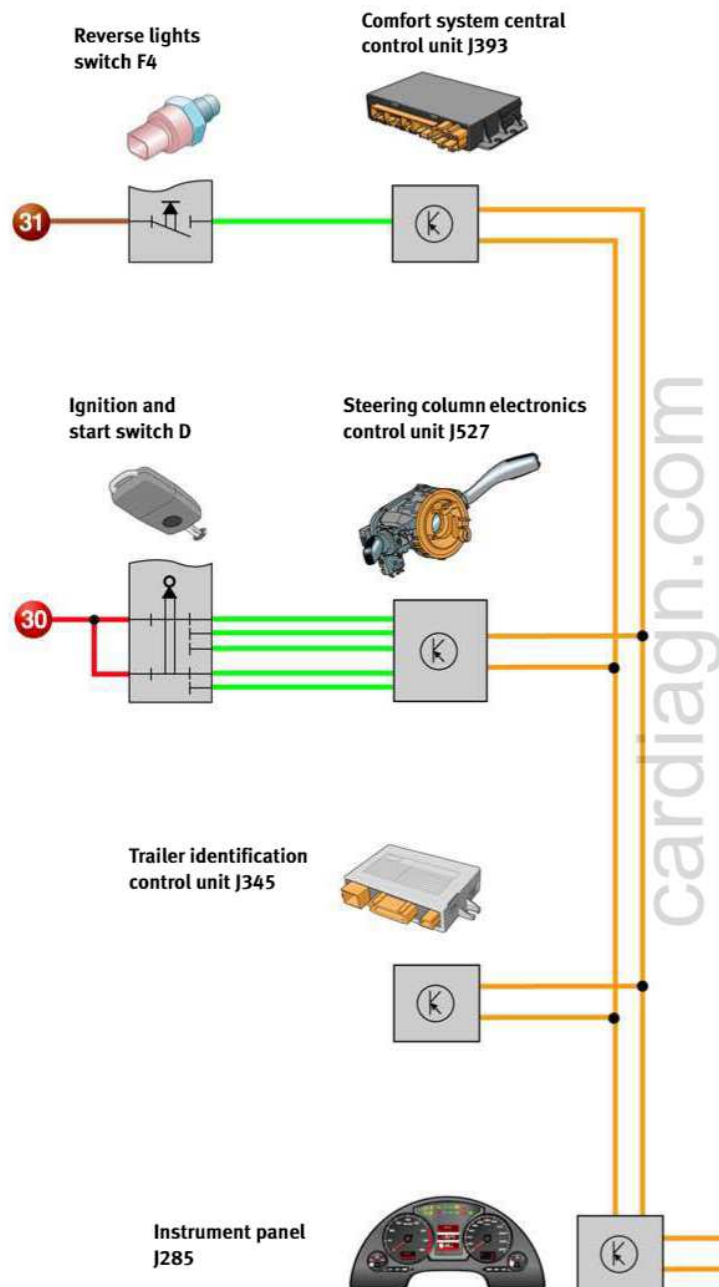 Reverse lights
switch F4
Comfort system central
control unit J393
31
Ignition and
start switch D
Steering column electronics
control unit J527
30
Trailer identification
control unit J345
Instrument panel
J285
cardiagn.com